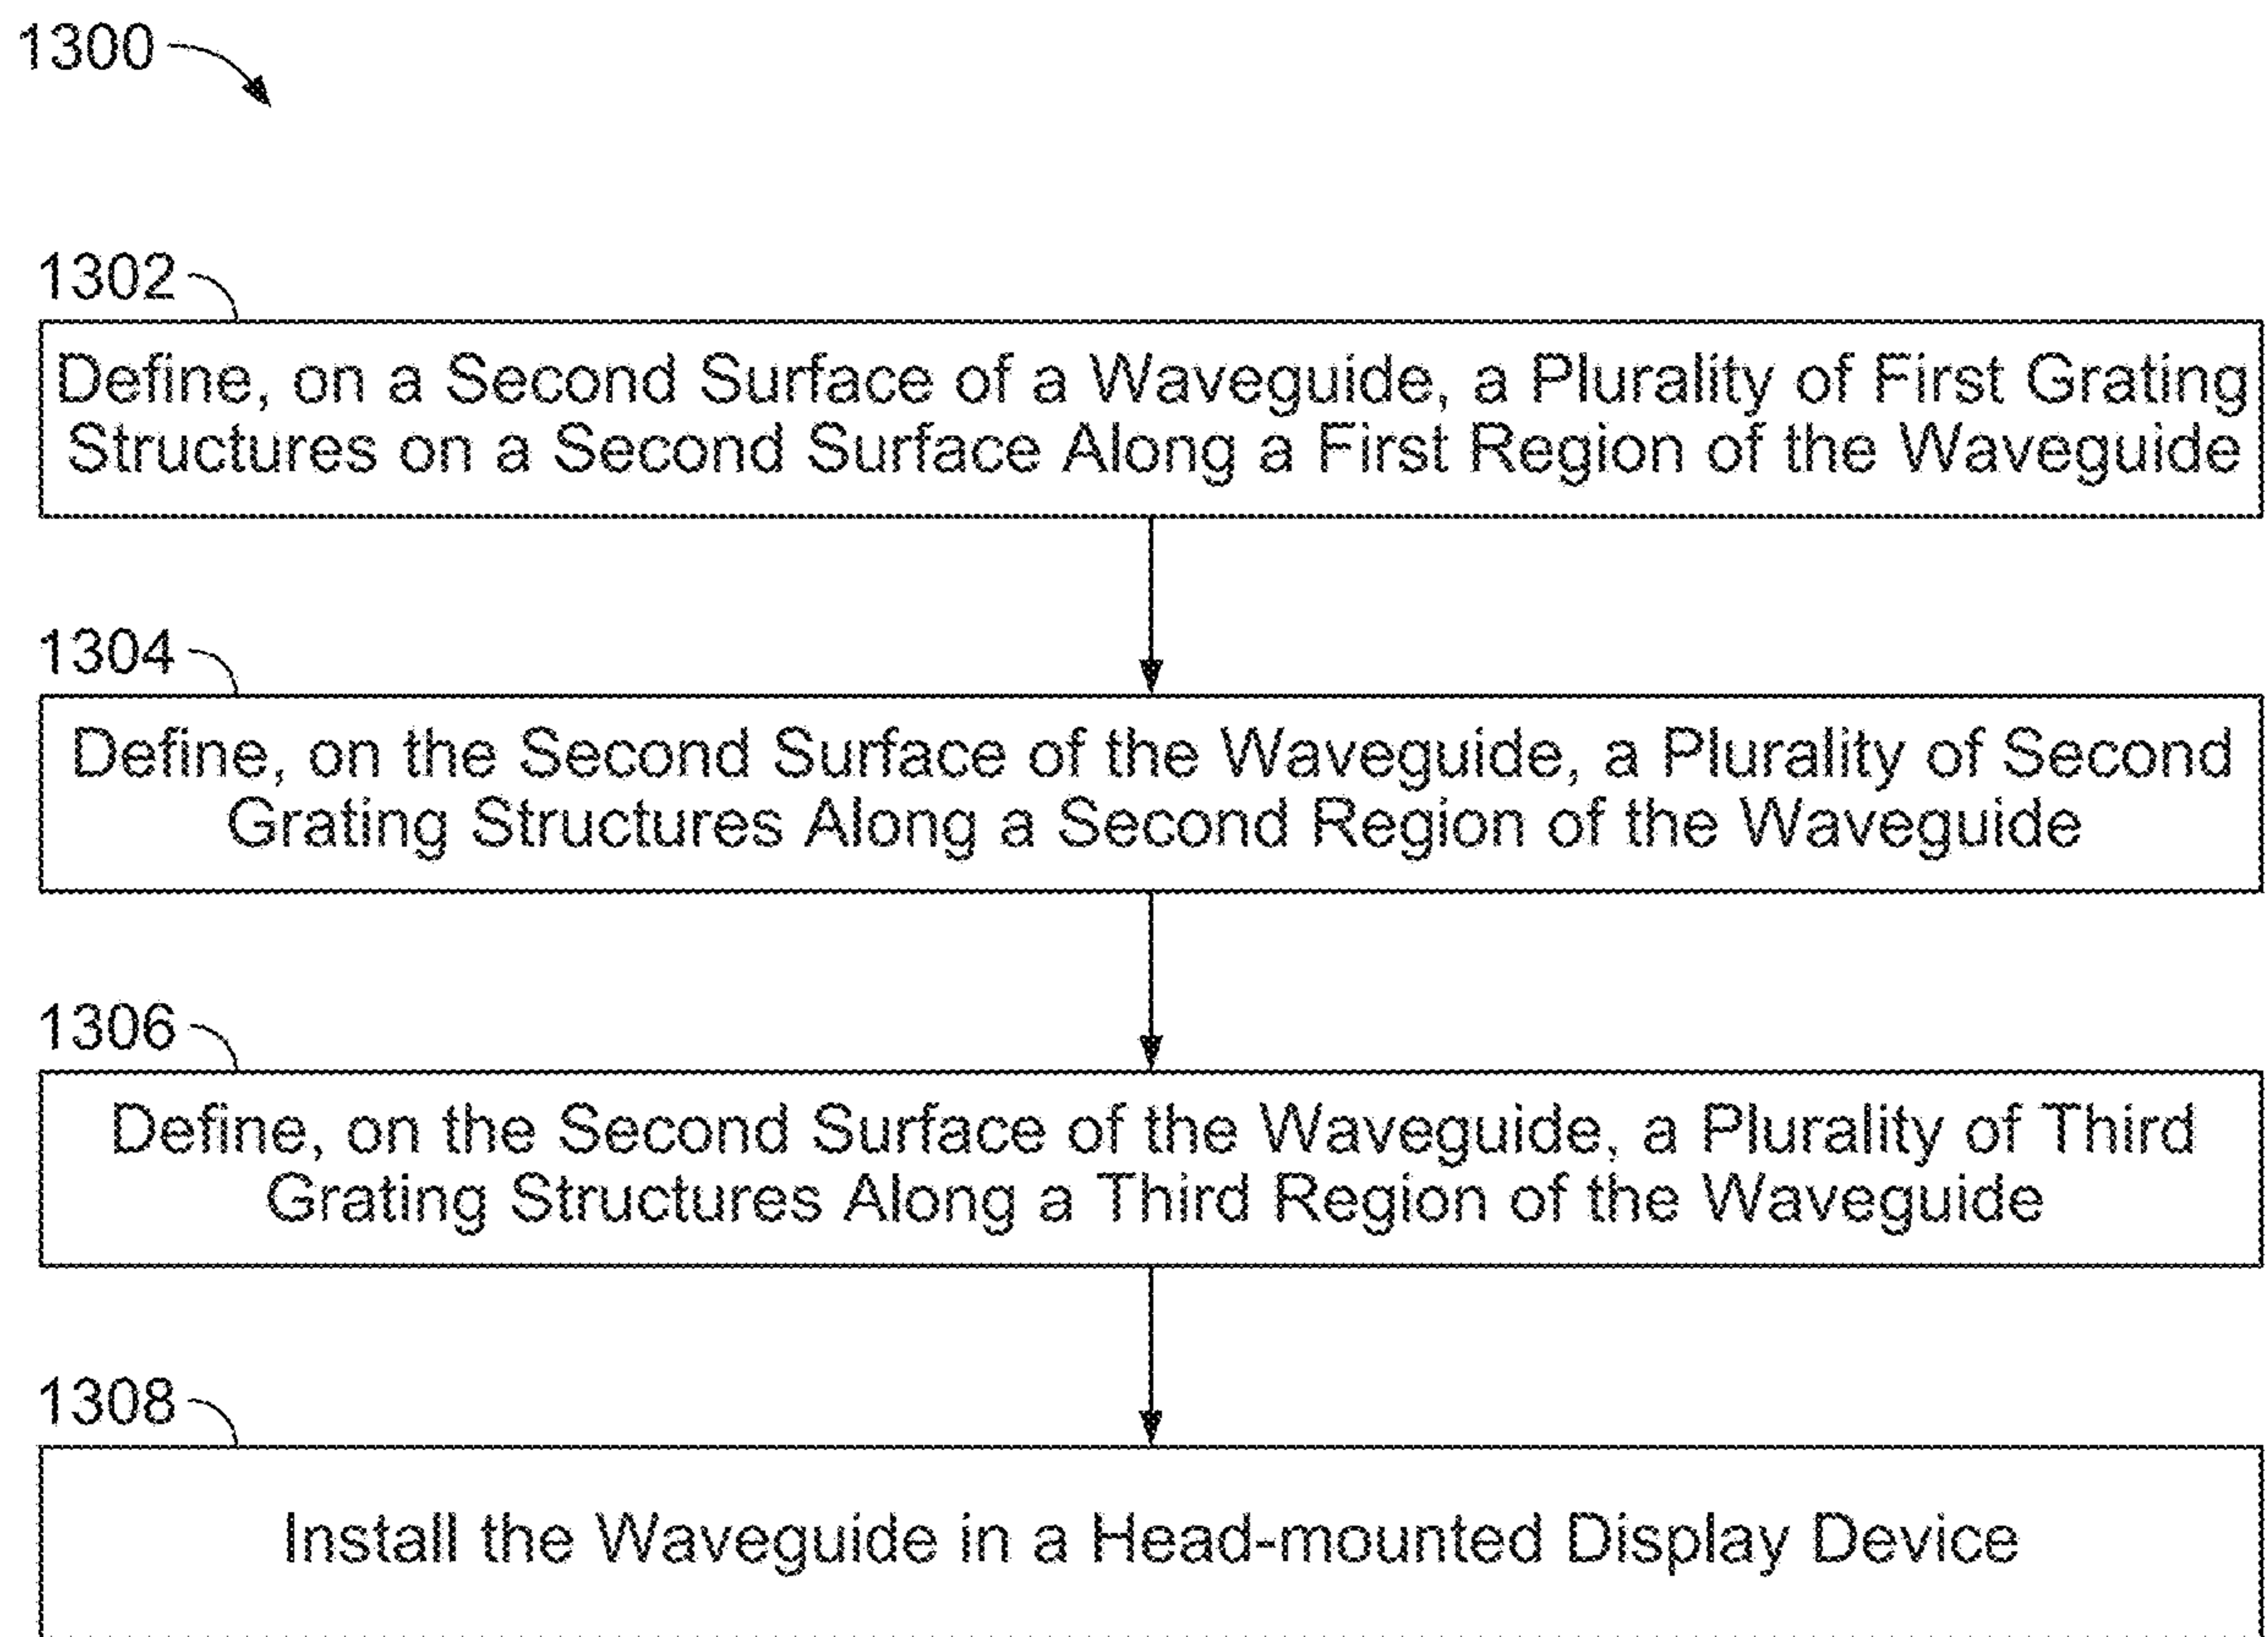 1300
1302
Define, on a Second Surface of a Waveguide, a Plurality of First Grating
Structures on a Second Surface Along a First Region of the Waveguide
1304
Define, on the Second Surface of the Waveguide, a Plurality of Second
Grating Structures Along a Second Region of the Waveguide
1306
Define, on the Second Surface of the Waveguide, a Plurality of Third
Grating Structures Along a Third Region of the Waveguide
1308
Install the Waveguide in a Head-mounted Display Device